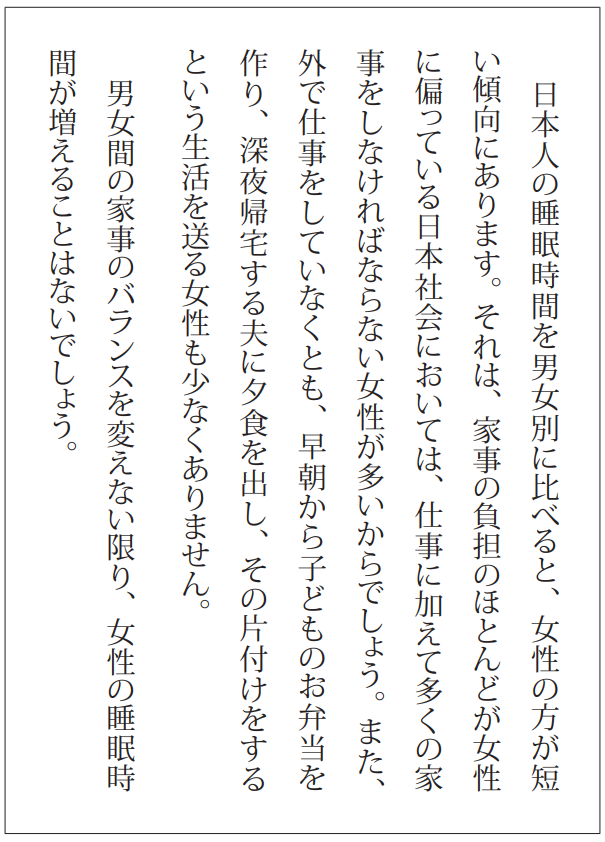 日本人の睡眠時間を男女別に比べると、女性の方が短
い傾向にあります。それは、家事の負担のほとんどが女性
に偏っている日本社会においては、仕事に加えて多くの家
事をしなければならない女性が多いからでしょう。また、
外で仕事をしていなくとも、早朝から子どものお弁当を
作り、深夜帰宅する夫に夕食を出し、その片付けをする
という生活を送る女性も少なくありません。
　男女間の家事のバランスを変えない限り、女性の睡眠時
間が増えることはないでしょう。